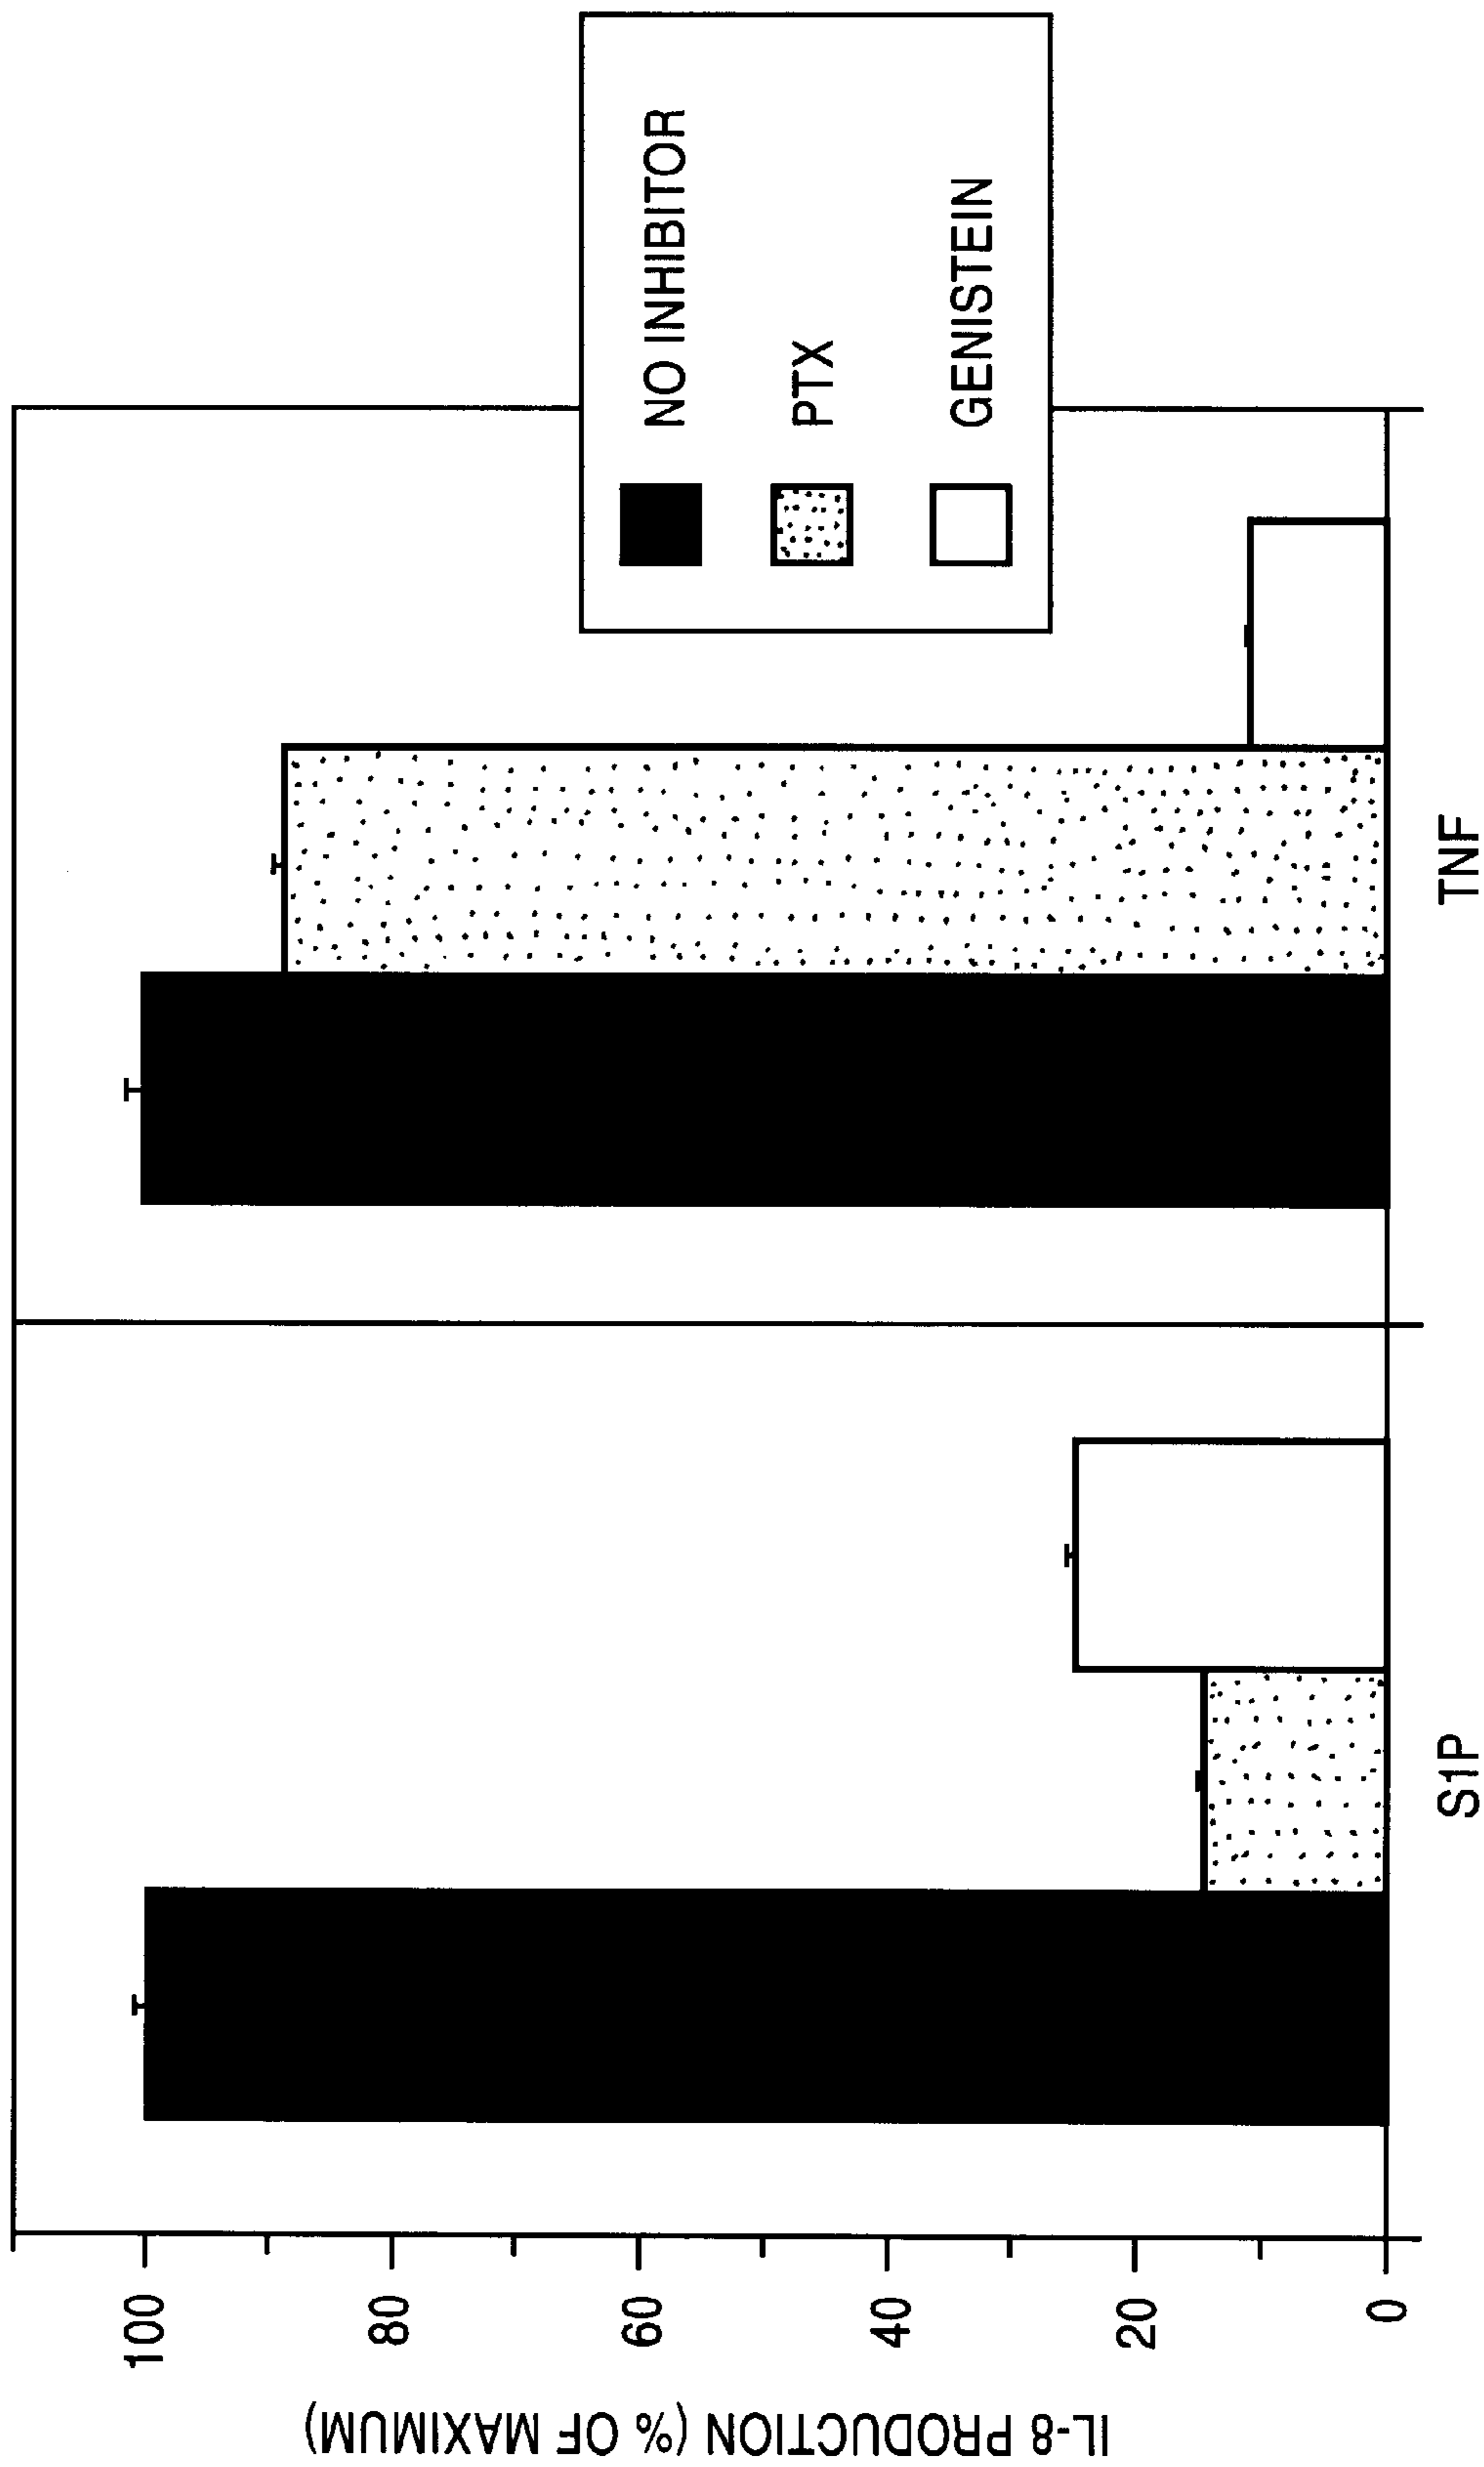 IL-8 PRODUCTION (% OF MAXIMUM)
100
80
60
40
20
0
S1P
TNF
NO INHIBITOR
PTX
GENISTEIN